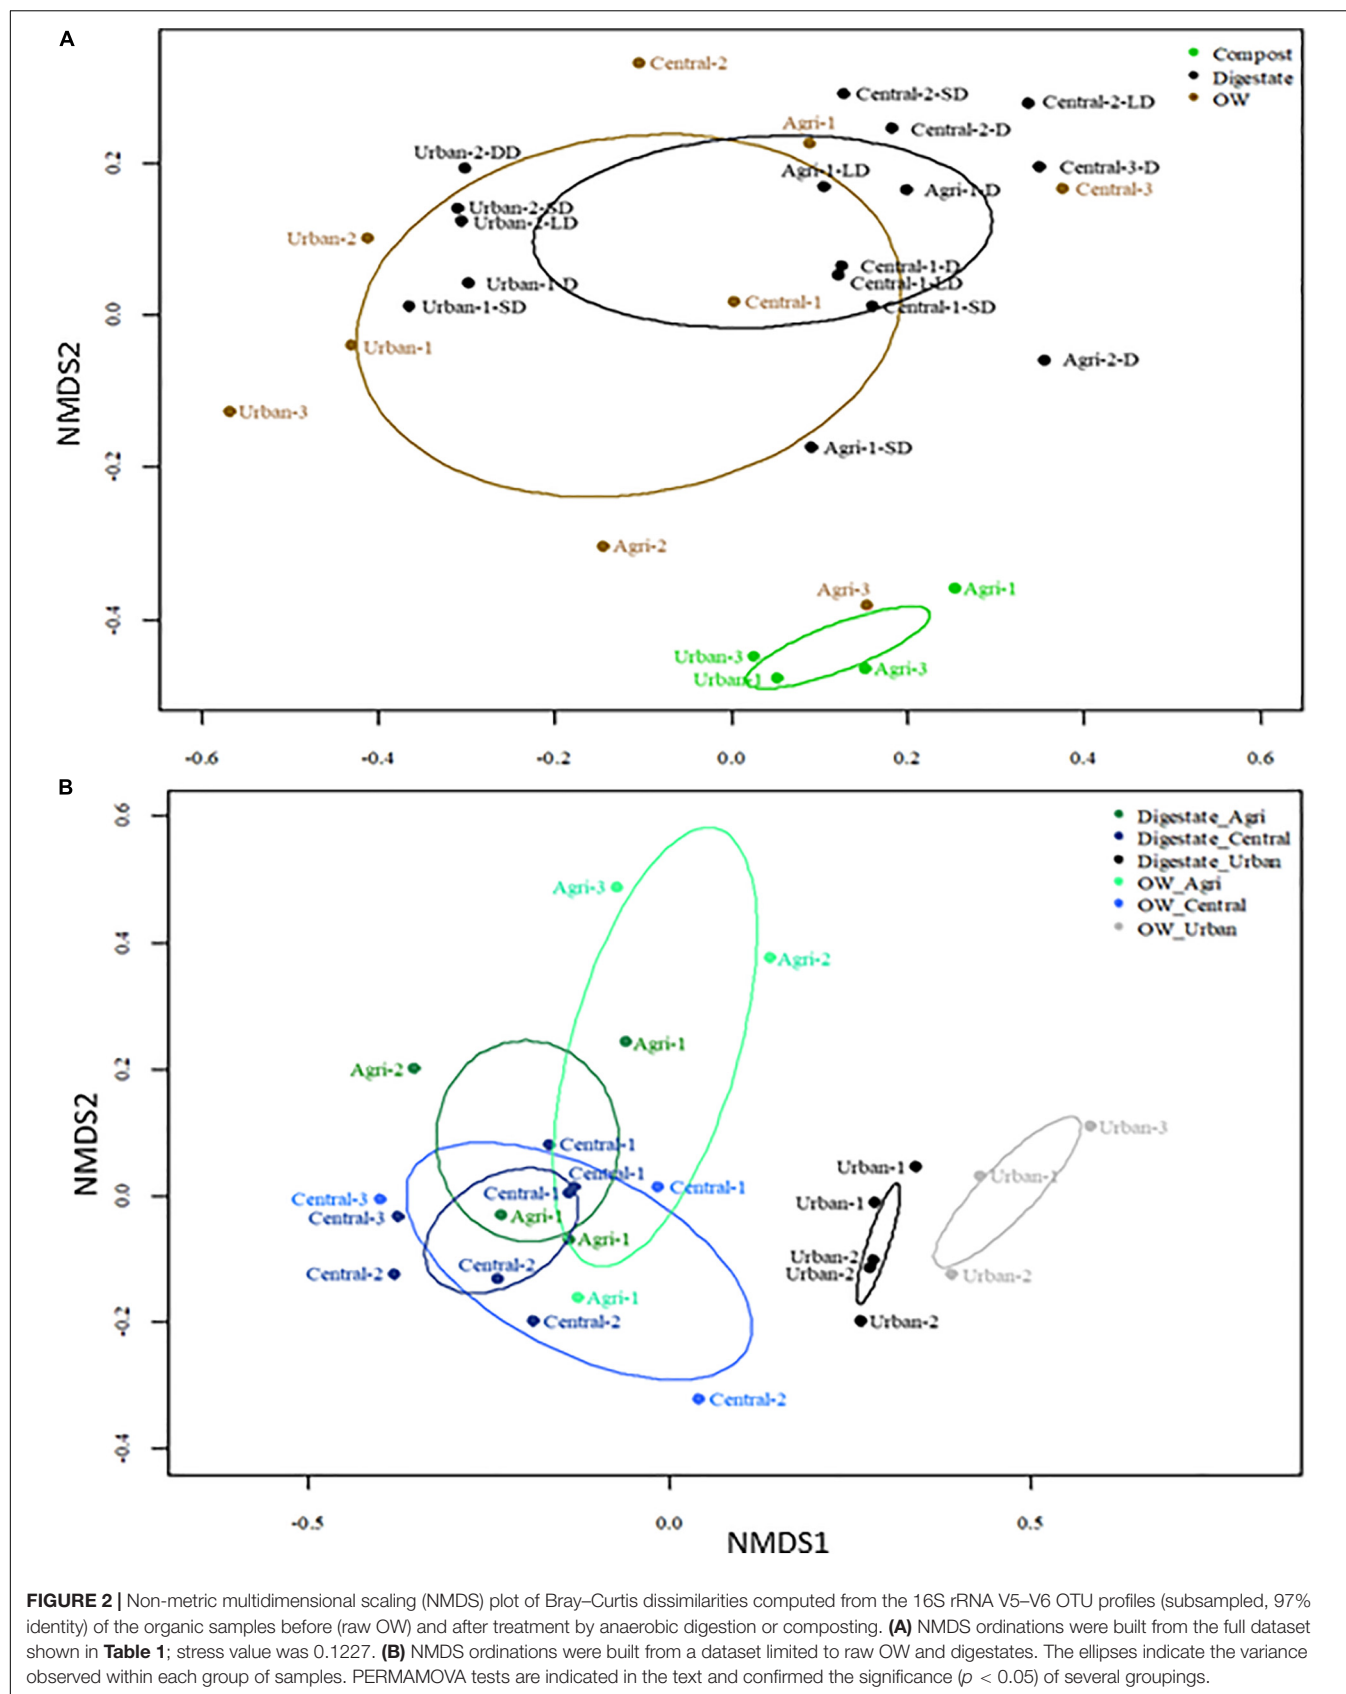 A
Compost
Digestate
OW
Central-2
Central-2-SD
Central-2-LD
Agri-1
Central-2-D
Urban-2-DD
Agri-1-LD
Central-3-D
Agri-1-D
Central-3
Urban-2-SD
Urban-2-LD
Urban-2
Central-1-D
Urban-1-D
Central-1-LD
Central-1
Urban-1-SD
Central-1-SD
Urban-1
Agri-2-D
Urban-3
Agri-1-SD
Agri-2
Agri-3
Agri-1
Urban-3
Agri-3
Urban-1
NMDS2
0.2
0.0
-0.2
-0.4
-0.6 -0.4 -0.2 0.0 0.2 0.4 0.6
B
Digestate_Agri
Digestate_Central
Digestate_Urban
OW_Agri
OW_Central
OW_Urban
Agri-3
Agri-2
Agri-1
Agri-2
Central-1
Urban-3
Central-1
Urban-1
Urban-1
Central-1
Central-1
Central-3
Urban-1
Central-3
Agri-1
Agri-1
Urban-2
Central-2
Central-2
Urban-2
Urban-2
Agri-1
Central-2
Urban-2
Central-2
NMDS2
0.6
0.4
0.2
0.0
-0.2
-0.4
-0.5 0.0 0.5
NMDS1
FIGURE 2 | Non-metric multidimensional scaling (NMDS) plot of Bray–Curtis dissimilarities computed from the 16S rRNA V5–V6 OTU profiles (subsampled, 97%
identity) of the organic samples before (raw OW) and after treatment by anaerobic digestion or composting. (A) NMDS ordinations were built from the full dataset
shown in Table 1; stress value was 0.1227. (B) NMDS ordinations were built from a dataset limited to raw OW and digestates. The ellipses indicate the variance
observed within each group of samples. PERMAMOVA tests are indicated in the text and confirmed the significance (p < 0.05) of several groupings.